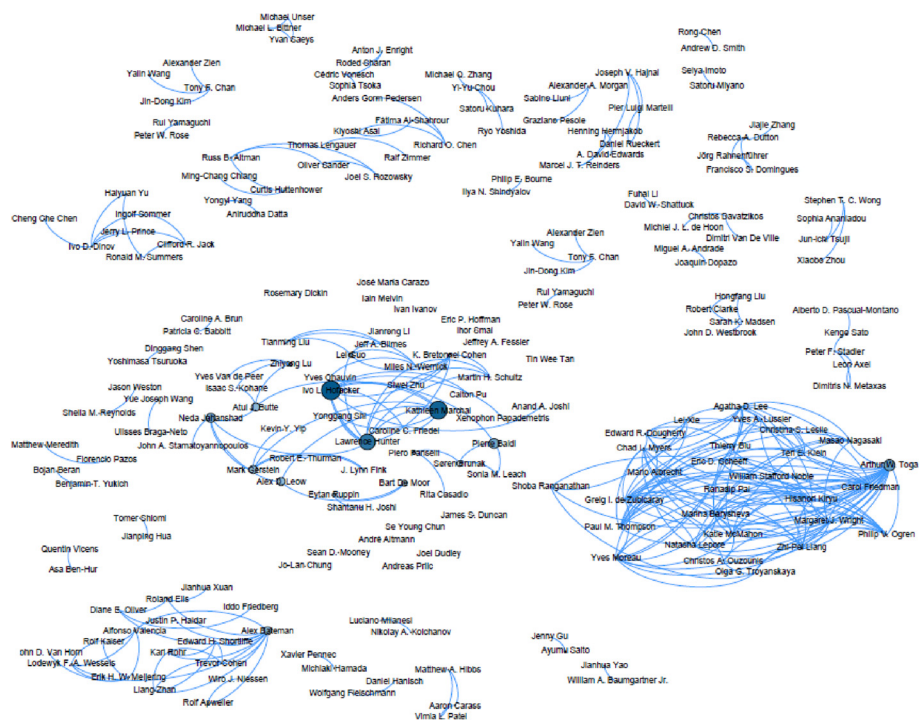 Michael Unser
Michael L. Bittner
Yvan Saeys
Rong Chen
Andrew D. Smith
Anton J. Enright
Roded Sharan
Cédric Vonesch
Sophia Tsoka
Anders Gorm Pedersen
Alexander Zien
Yalin Wang
Tony F. Chan
Jin-Dong Kim
Michael Q. Zhang
Yi-Yu Chou
Satoru Kuhara
Ryo Yoshida
Joseph V. Hajnal
Alexander A. Morgan
Sabine Liuni
Pier Luigi Martelli
Graziano Pesole
Seiya Imoto
Satoru Miyano
Rui Yamaguchi
Peter W. Rose
Fátima Al-Shahrour
Kiyoshi Asai
Richard O. Chen
Thomas Lengauer
Ralf Zimmer
Russ B. Altman
Oliver Sander
Ming-Chang Chiang
Joel S. Rozowsky
Curtis Huttenhower
Yongyi Yang
Aniruddha Datta
Henning Hermjakob
Daniel Rueckert
A. David Edwards
Marcel J. T. Reinders
Jiajie Zhang
Rebecca A. Dutton
Jörg Rahnenführer
Francisco S. Domingues
Philip E. Bourne
Ilya N. Shindyalov
Haiyuan Yu
Cheng Che Chen
Ingolf Sommer
Jerry L. Prince
Ivo D. Dinov
Clifford R. Jack
Ronald M. Summers
Fuhai Li
David W. Shattuck
Christos Davatzikos
Michiel J. L. de Hoon
Dimitri Van De Ville
Miguel A. Andrade
Joaquin Dopazo
Stephen T. C. Wong
Sophia Ananiadou
Jun-ichi Tsujii
Xiaobo Zhou
Alexander Zien
Yalin Wang
Tony F. Chan
Jin-Dong Kim
Rui Yamaguchi
Peter W. Rose
José María Carazo
Rosemary Dickin
Iain Melvin
Ivan Ivanov
Hongfang Liu
Robert Clarke
Sarah K. Madsen
John D. Westbrook
Alberto D. Pascual-Montano
Kengo Sato
Peter F. Stadler
Leon Axel
Dimitris N. Metaxas
Caroline A. Brun
Patricia C. Babbitt
Eric P. Hoffman
Ihor Smal
Jeffrey A. Fessler
Jianrong Li
Tianming Liu
Jeff A. Bilmes
Lei Guo
Dinggang Shen
Yoshimasa Tsuruoka
K. Bretonnel Cohen
Zhiyong Lu
Miles N. Wernick
Tin Wee Tan
Yves Van de Peer
Yves Chauvin
Martin H. Schultz
Isaac S. Kohane
Siwei Zhu
Ivo L. Hofacker
Calton Pu
Jason Weston
Yue Joseph Wang
Sheila M. Reynolds
Atul J. Butte
Kathleen Marchal
Anand A. Joshi
Neda Jahanshad
Yonggang Shi
Xenophon Papademetris
Ulisses Braga-Neto
Kevin Y. Yip
Caroline C. Friedel
John A. Stamatoyannopoulos
Lawrence Hunter
Pierre Baldi
Matthew Meredith
Florencio Pazos
Robert E. Thurman
Piero Fariselli
Bojan Beran
Mark Gerstein
J. Lynn Fink
Søren Brunak
Sonia M. Leach
Benjamin T. Yukich
Alex D. Leow
Bart De Moor
Eytan Ruppin
Rita Casadio
Shantanu H. Joshi
James S. Duncan
Agatha D. Lee
Lei Xie
Yves A. Lussier
Christina S. Leslie
Edward R. Dougherty
Masao Nagasaki
Chad L. Myers
Thierry Blu
Teri E. Klein
Mario Albrecht
Eric D. Scheeff
Arthur W. Toga
Shoba Ranganathan
William Stafford Noble
Carol Friedman
Greig I. de Zubicaray
Ranadip Pal
Hisanori Kiryu
Paul M. Thompson
Marina Barysheva
Margaret J. Wright
Katie McMahon
Philip V. Ogren
Natasha Lepore
Zhi-Pei Liang
Yves Moreau
Christos A. Ouzounis
Olga G. Troyanskaya
Tomer Shlomi
Jianping Hua
Se Young Chun
André Altmann
Quentin Vicens
Asa Ben-Hur
Sean D. Mooney
Joel Dudley
Jo-Lan Chung
Andreas Prlic
Jianhua Xuan
Roland Eils
Diane E. Oliver
Iddo Friedberg
Justin P. Haldar
Alfonso Valencia
Alex Bateman
Rolf Kaiser
Edward H. Shortliffe
ohn D. Van Horn
Karl Rohr
Lodewyk F. A. Wessels
Trevor Cohen
Erik H. W. Meijering
Wiro J. Niessen
Liang Zhan
Rolf Apweiler
Luciano Milanesi
Nikolay A. Kolchanov
Xavier Pennec
Michiaki Hamada
Daniel Hanisch
Wolfgang Fleischmann
Matthew A. Hibbs
Aaron Carass
Vimla L. Patel
Jenny Gu
Ayumu Saito
Jianhua Yao
William A. Baumgartner Jr.